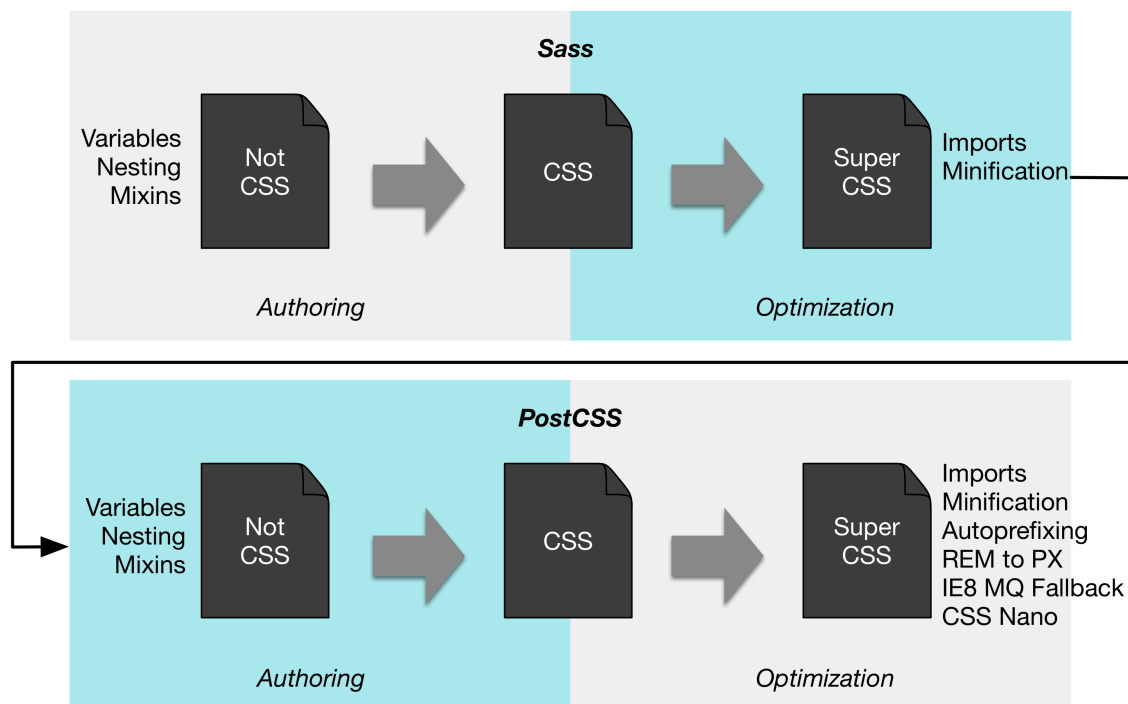 Sass
Variables
Nesting
Mixins
Not
CSS
CSS
Super
CSS
Imports
Minification
Authoring
Optimization
PostCSS
Variables
Nesting
Mixins
Not
CSS
CSS
Super
CSS
Imports
Minification
Autoprefixing
REM to PX
IE8 MQ Fallback
CSS Nano
Authoring
Optimization